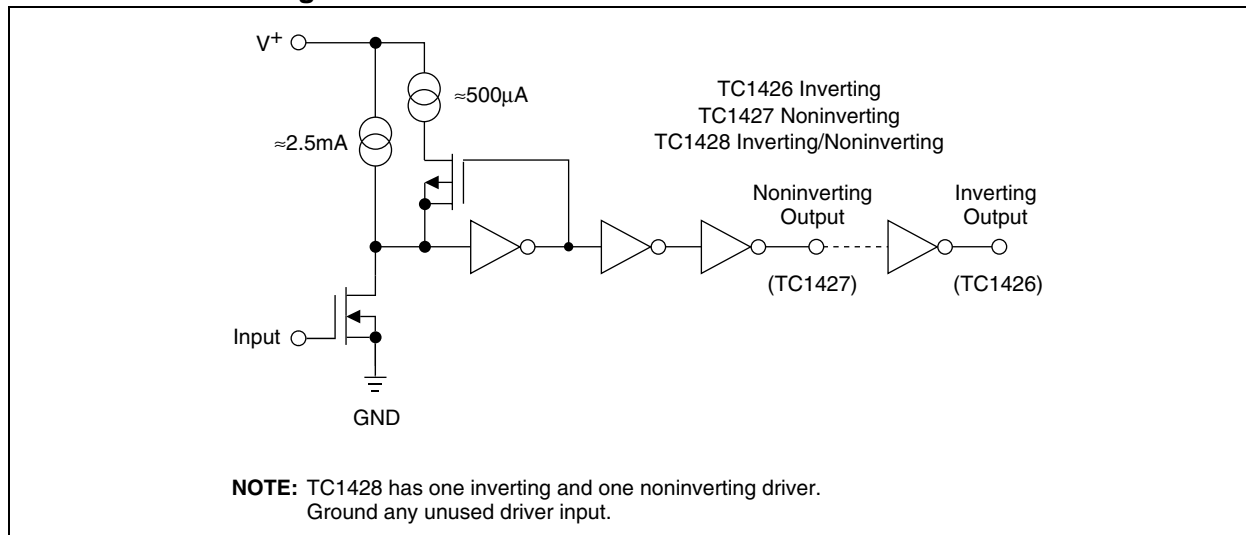 V+
≈500µA
≈2.5mA
TC1426 Inverting
TC1427 Noninverting
TC1428 Inverting/Noninverting
Noninverting
Output
Inverting
Output
(TC1427)
(TC1426)
Input
GND
NOTE: TC1428 has one inverting and one noninverting driver.
Ground any unused driver input.